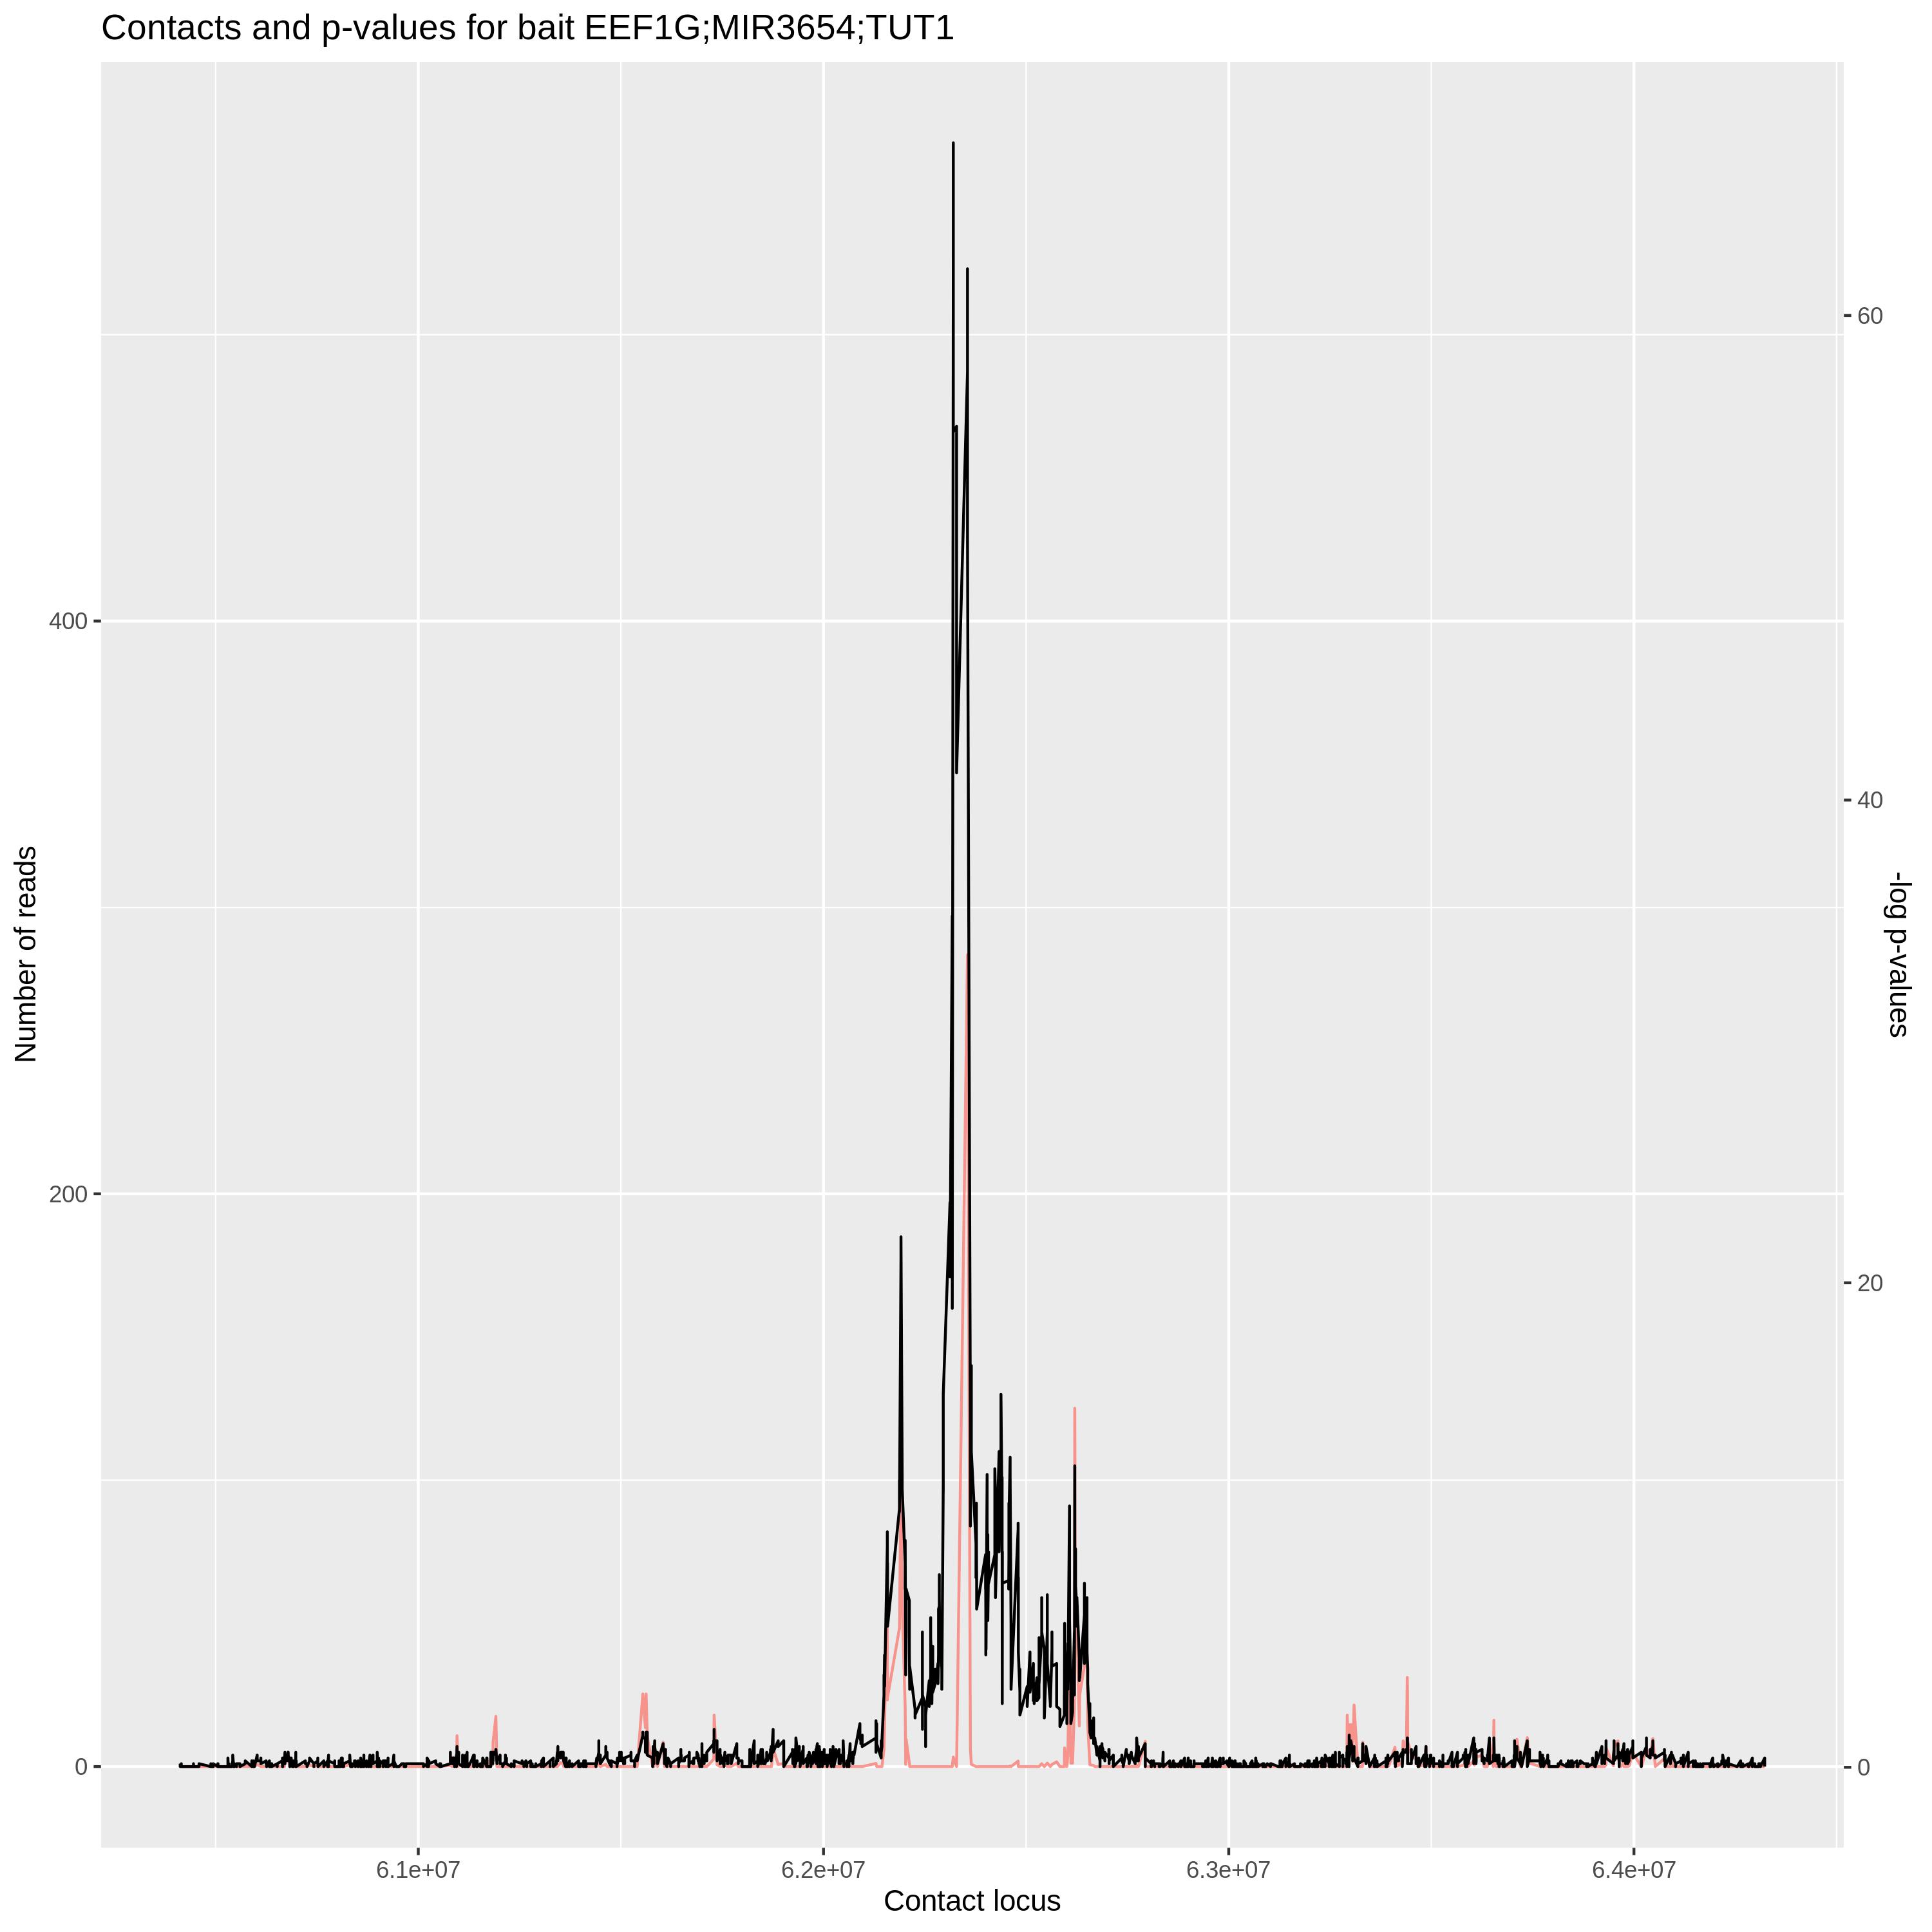 Contacts and p-values for bait EEF1G;MIR3654;TUT1
60
400
40
Number of reads
-log p-values
200
20
0
0
6.1e+07
6.2e+07
6.3e+07
6.4e+07
Contact locus